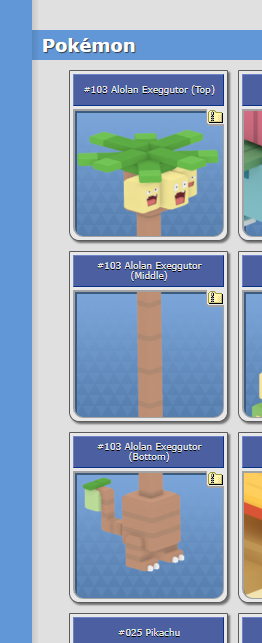 Pokémon
#103 Alolan Exeggutor (Top)
#103 Alolan Exeggutor
(Middle)
#103 Alolan Exeggutor
(Bottom)
#025 Pikachu